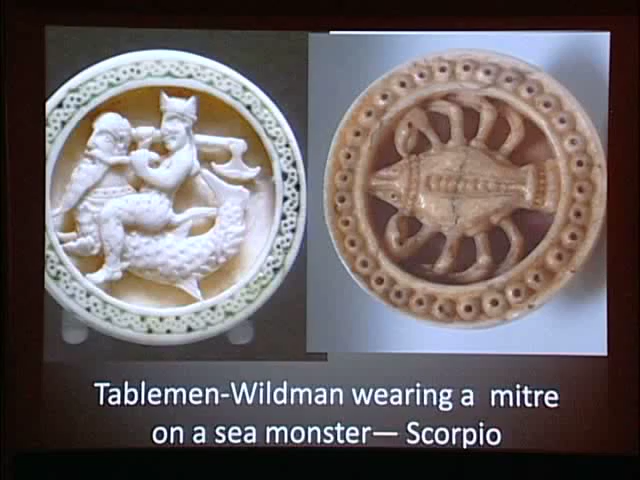 Tablemen-Wildman wearing a mitre
on a sea monster— Scorpio